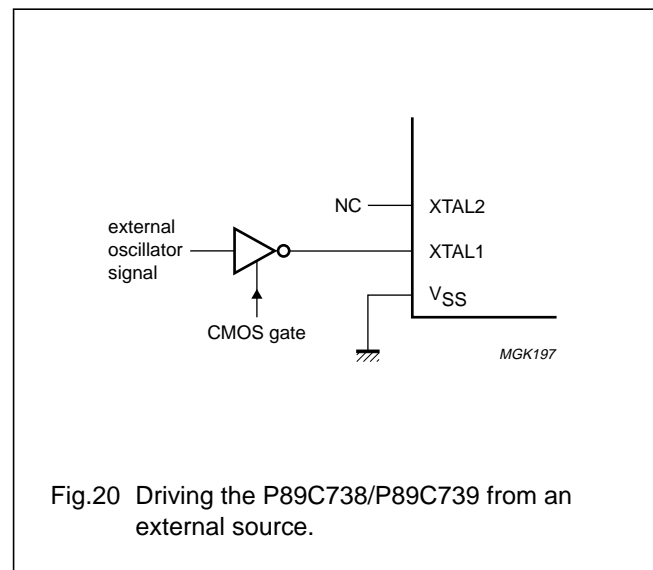 NC
XTAL2
external
oscillator
signal
XTAL1
VSS
CMOS gate
MGK197
Fig.20 Driving the P89C738/P89C739 from an
external source.